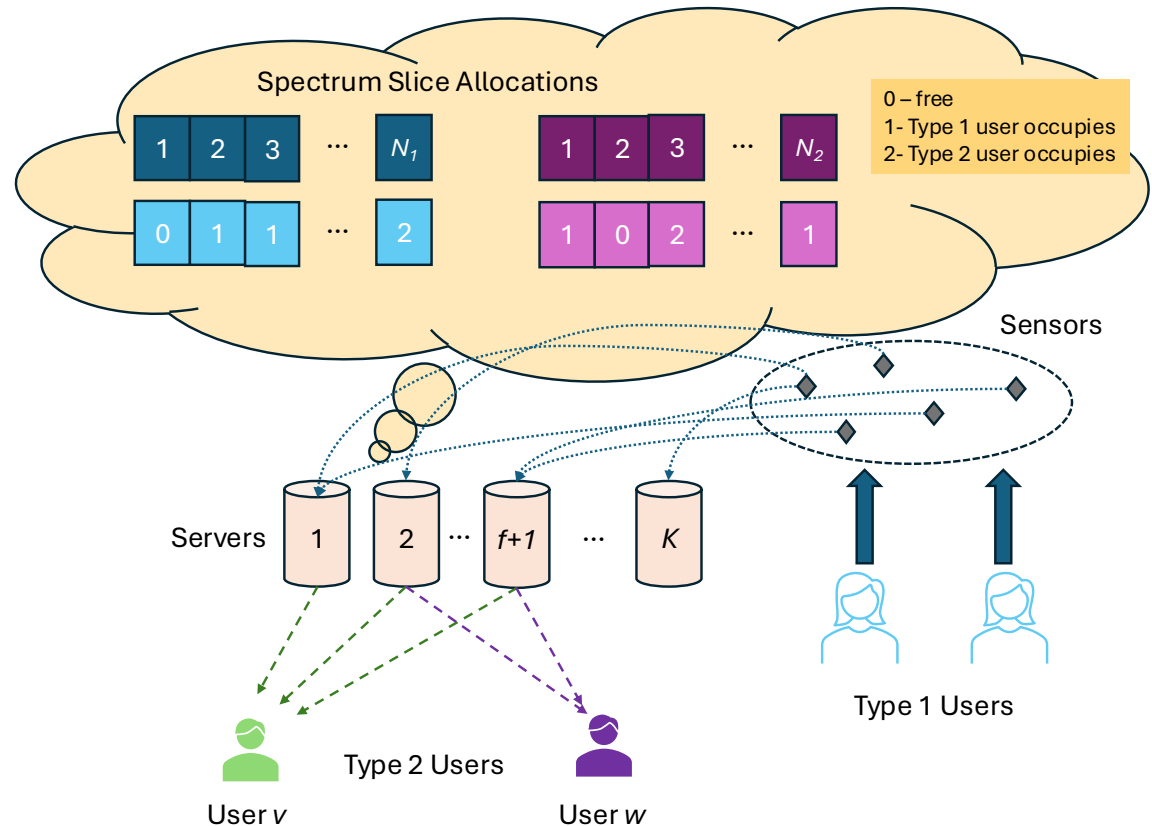 Spectrum Slice Allocations
0 – free
1- Type 1 user occupies
2- Type 2 user occupies
1 2 3 ... N₁
1 2 3 ... N₂
0 1 1 ... 2
1 0 2 ... 1
Sensors
Servers
1 2 ... f+1 ... K
Type 1 Users
Type 2 Users
User v
User w